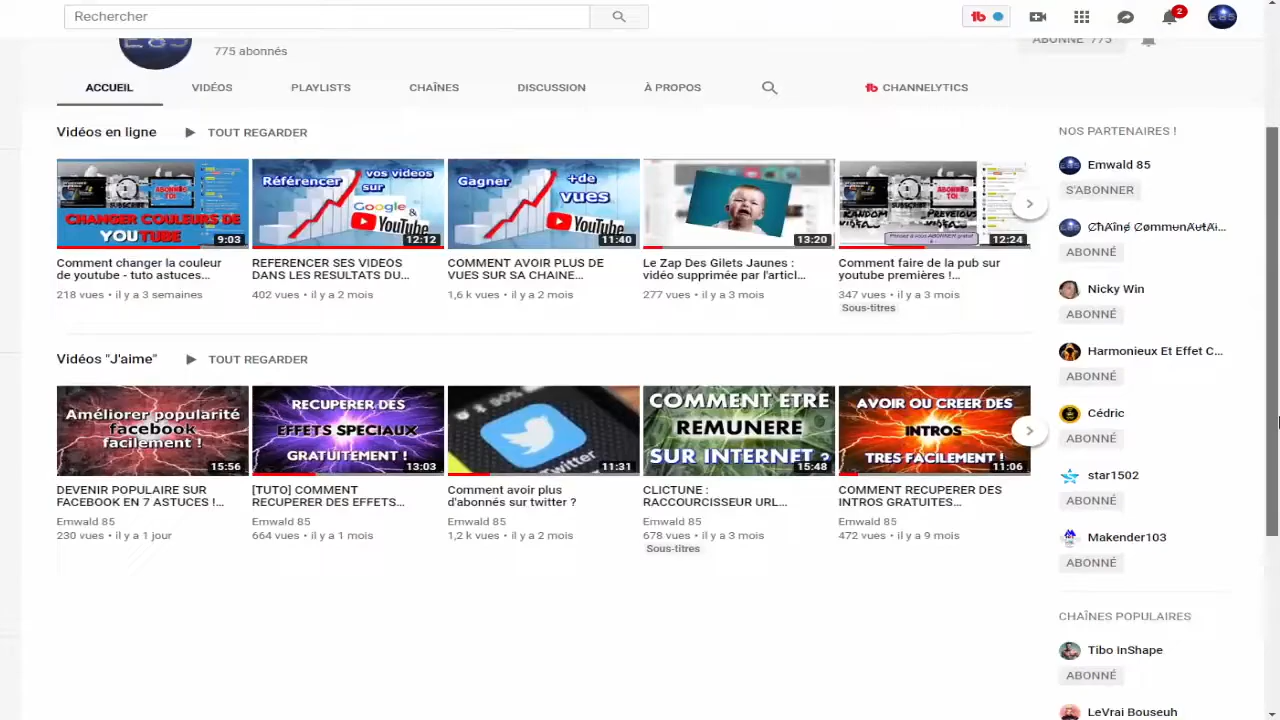 Rechercher
2
E85
775 abonnés
ABONNÉ 775
ACCUEIL
VIDÉOS
PLAYLISTS
CHAÎNES
DISCUSSION
À PROPOS
CHANNELYTICS
Vidéos en ligne
TOUT REGARDER
CHANGER COULEURS DE
YOUTUBE
9:03
Référencer vos videos
sur
Google &
YouTube
12:12
Gagner +de
vues
YouTube
11:40
13:20
12:24
Comment changer la couleur
de youtube - tuto astuces...
218 vues • il y a 3 semaines
REFERENCER SES VIDEOS
DANS LES RESULTATS DU...
402 vues • il y a 2 mois
COMMENT AVOIR PLUS DE
VUES SUR SA CHAINE...
1,6 k vues • il y a 2 mois
Le Zap Des Gilets Jaunes :
vidéo supprimée par l'articl...
277 vues • il y a 3 mois
Comment faire de la pub sur
youtube premières !...
347 vues • il y a 3 mois
Sous-titres
Vidéos "J'aime"
TOUT REGARDER
Améliorer popularité
facebook
facilement !
15:56
RECUPERER DES
EFFETS SPECIAUX
GRATUITEMENT !
13:03
Twitter
11:31
COMMENT ETRE
REMUNERE
SUR INTERNET ?
15:48
AVOIR OU CREER DES
INTROS
TRES FACILEMENT !
11:06
DEVENIR POPULAIRE SUR
FACEBOOK EN 7 ASTUCES !...
Emwald 85
230 vues • il y a 1 jour
[TUTO] COMMENT
RECUPERER DES EFFETS...
Emwald 85
664 vues • il y a 1 mois
Comment avoir plus
d'abonnés sur twitter ?
Emwald 85
1,2 k vues • il y a 2 mois
CLICTUNE :
RACCOURCISSEUR URL...
Emwald 85
678 vues • il y a 3 mois
Sous-titres
COMMENT RECUPERER DES
INTROS GRATUITES...
Emwald 85
472 vues • il y a 9 mois
NOS PARTENAIRES !
Emwald 85
S'ABONNER
ABONNÉ
Nicky Win
ABONNÉ
Harmonieux Et Effet C...
ABONNÉ
Cédric
ABONNÉ
star1502
ABONNÉ
Makender103
ABONNÉ
CHAÎNES POPULAIRES
Tibo InShape
ABONNÉ
LeVrai Bouseuh